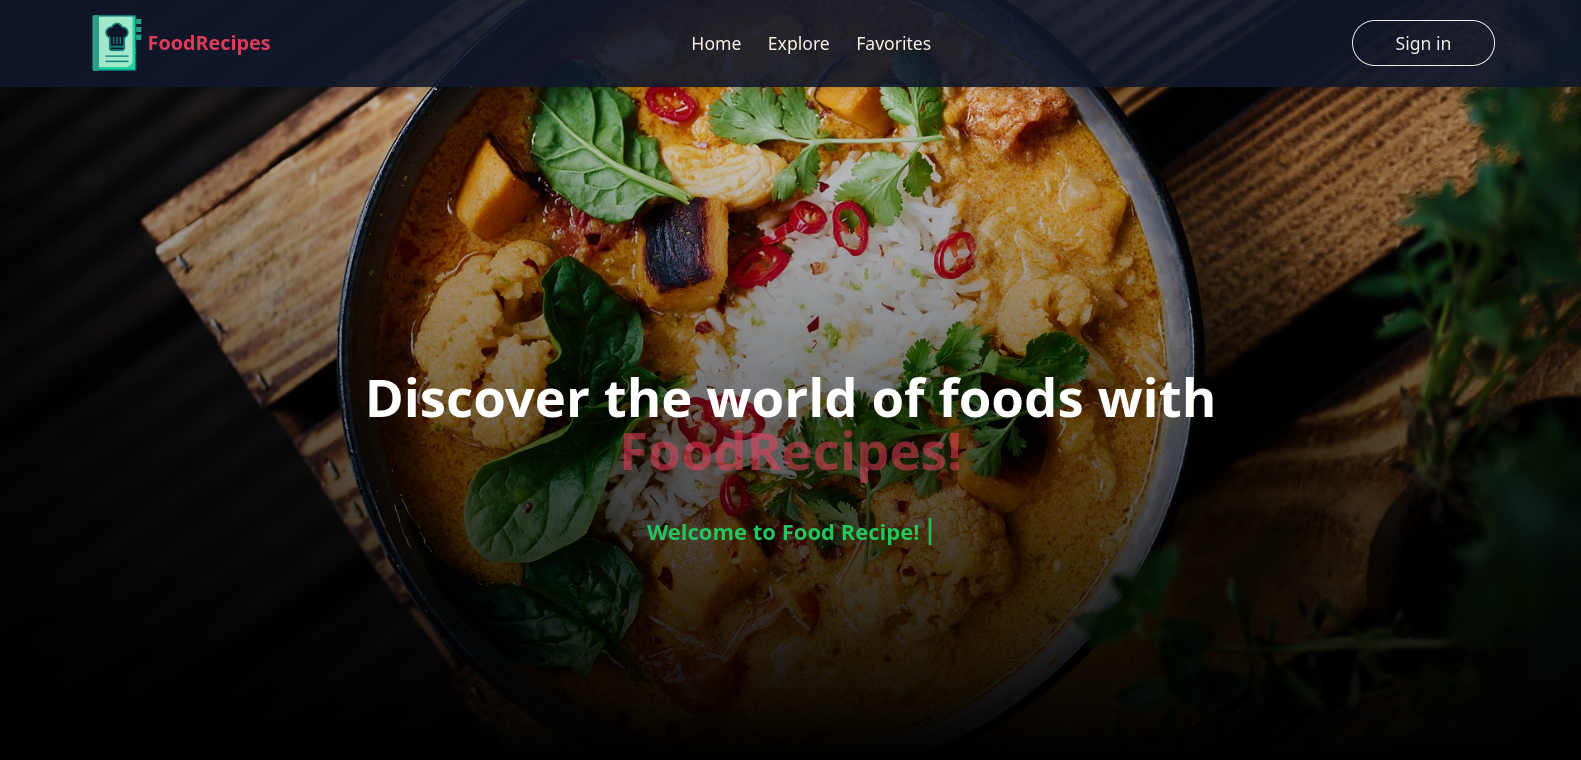 FoodRecipes
Home Explore Favorites
Sign in
Discover the world of foods with
FoodRecipes!
Welcome to Food Recipe!